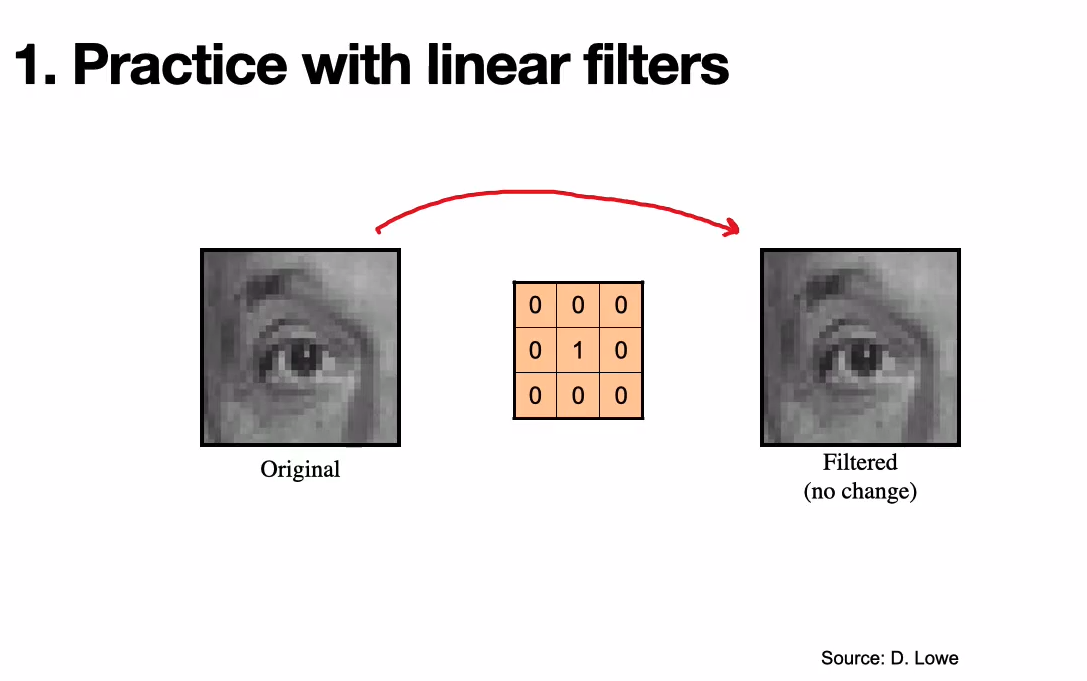 1. Practice with linear filters
0 0 0
0 1 0
0 0 0
Original
Filtered
(no change)
Source: D. Lowe